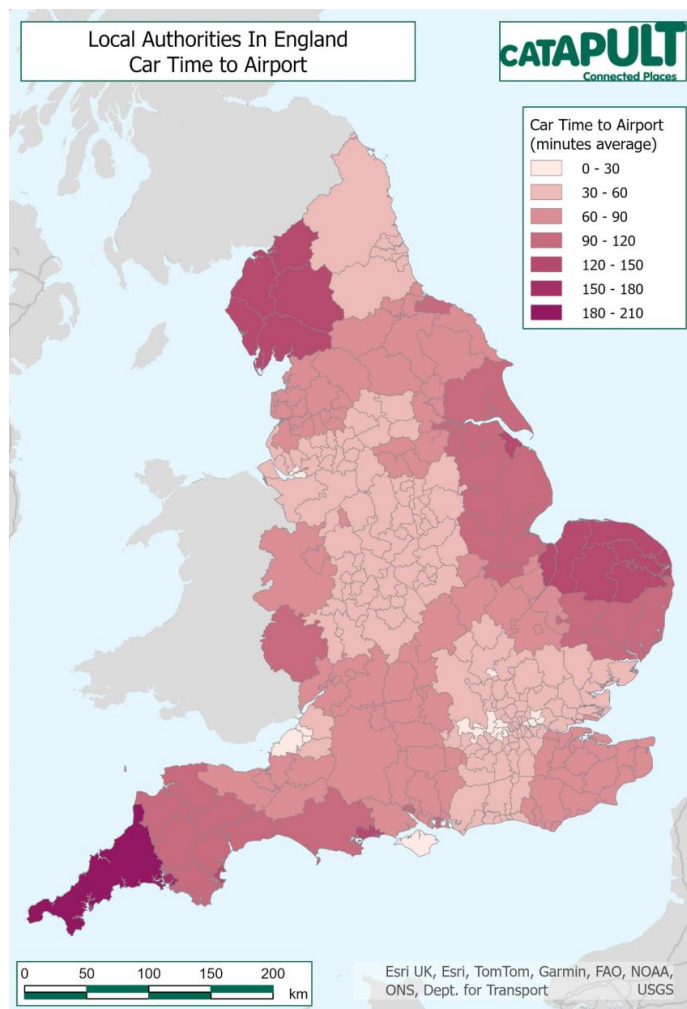 Local Authorities In England
Car Time to Airport
CATAPULT
Connected Places
Car Time to Airport
(minutes average)
0 - 30
30 - 60
60 - 90
90 - 120
120 - 150
150 - 180
180 - 210
0 50 100 150 200
km
Esri UK, Esri, TomTom, Garmin, FAO, NOAA,
ONS, Dept. for Transport USGS